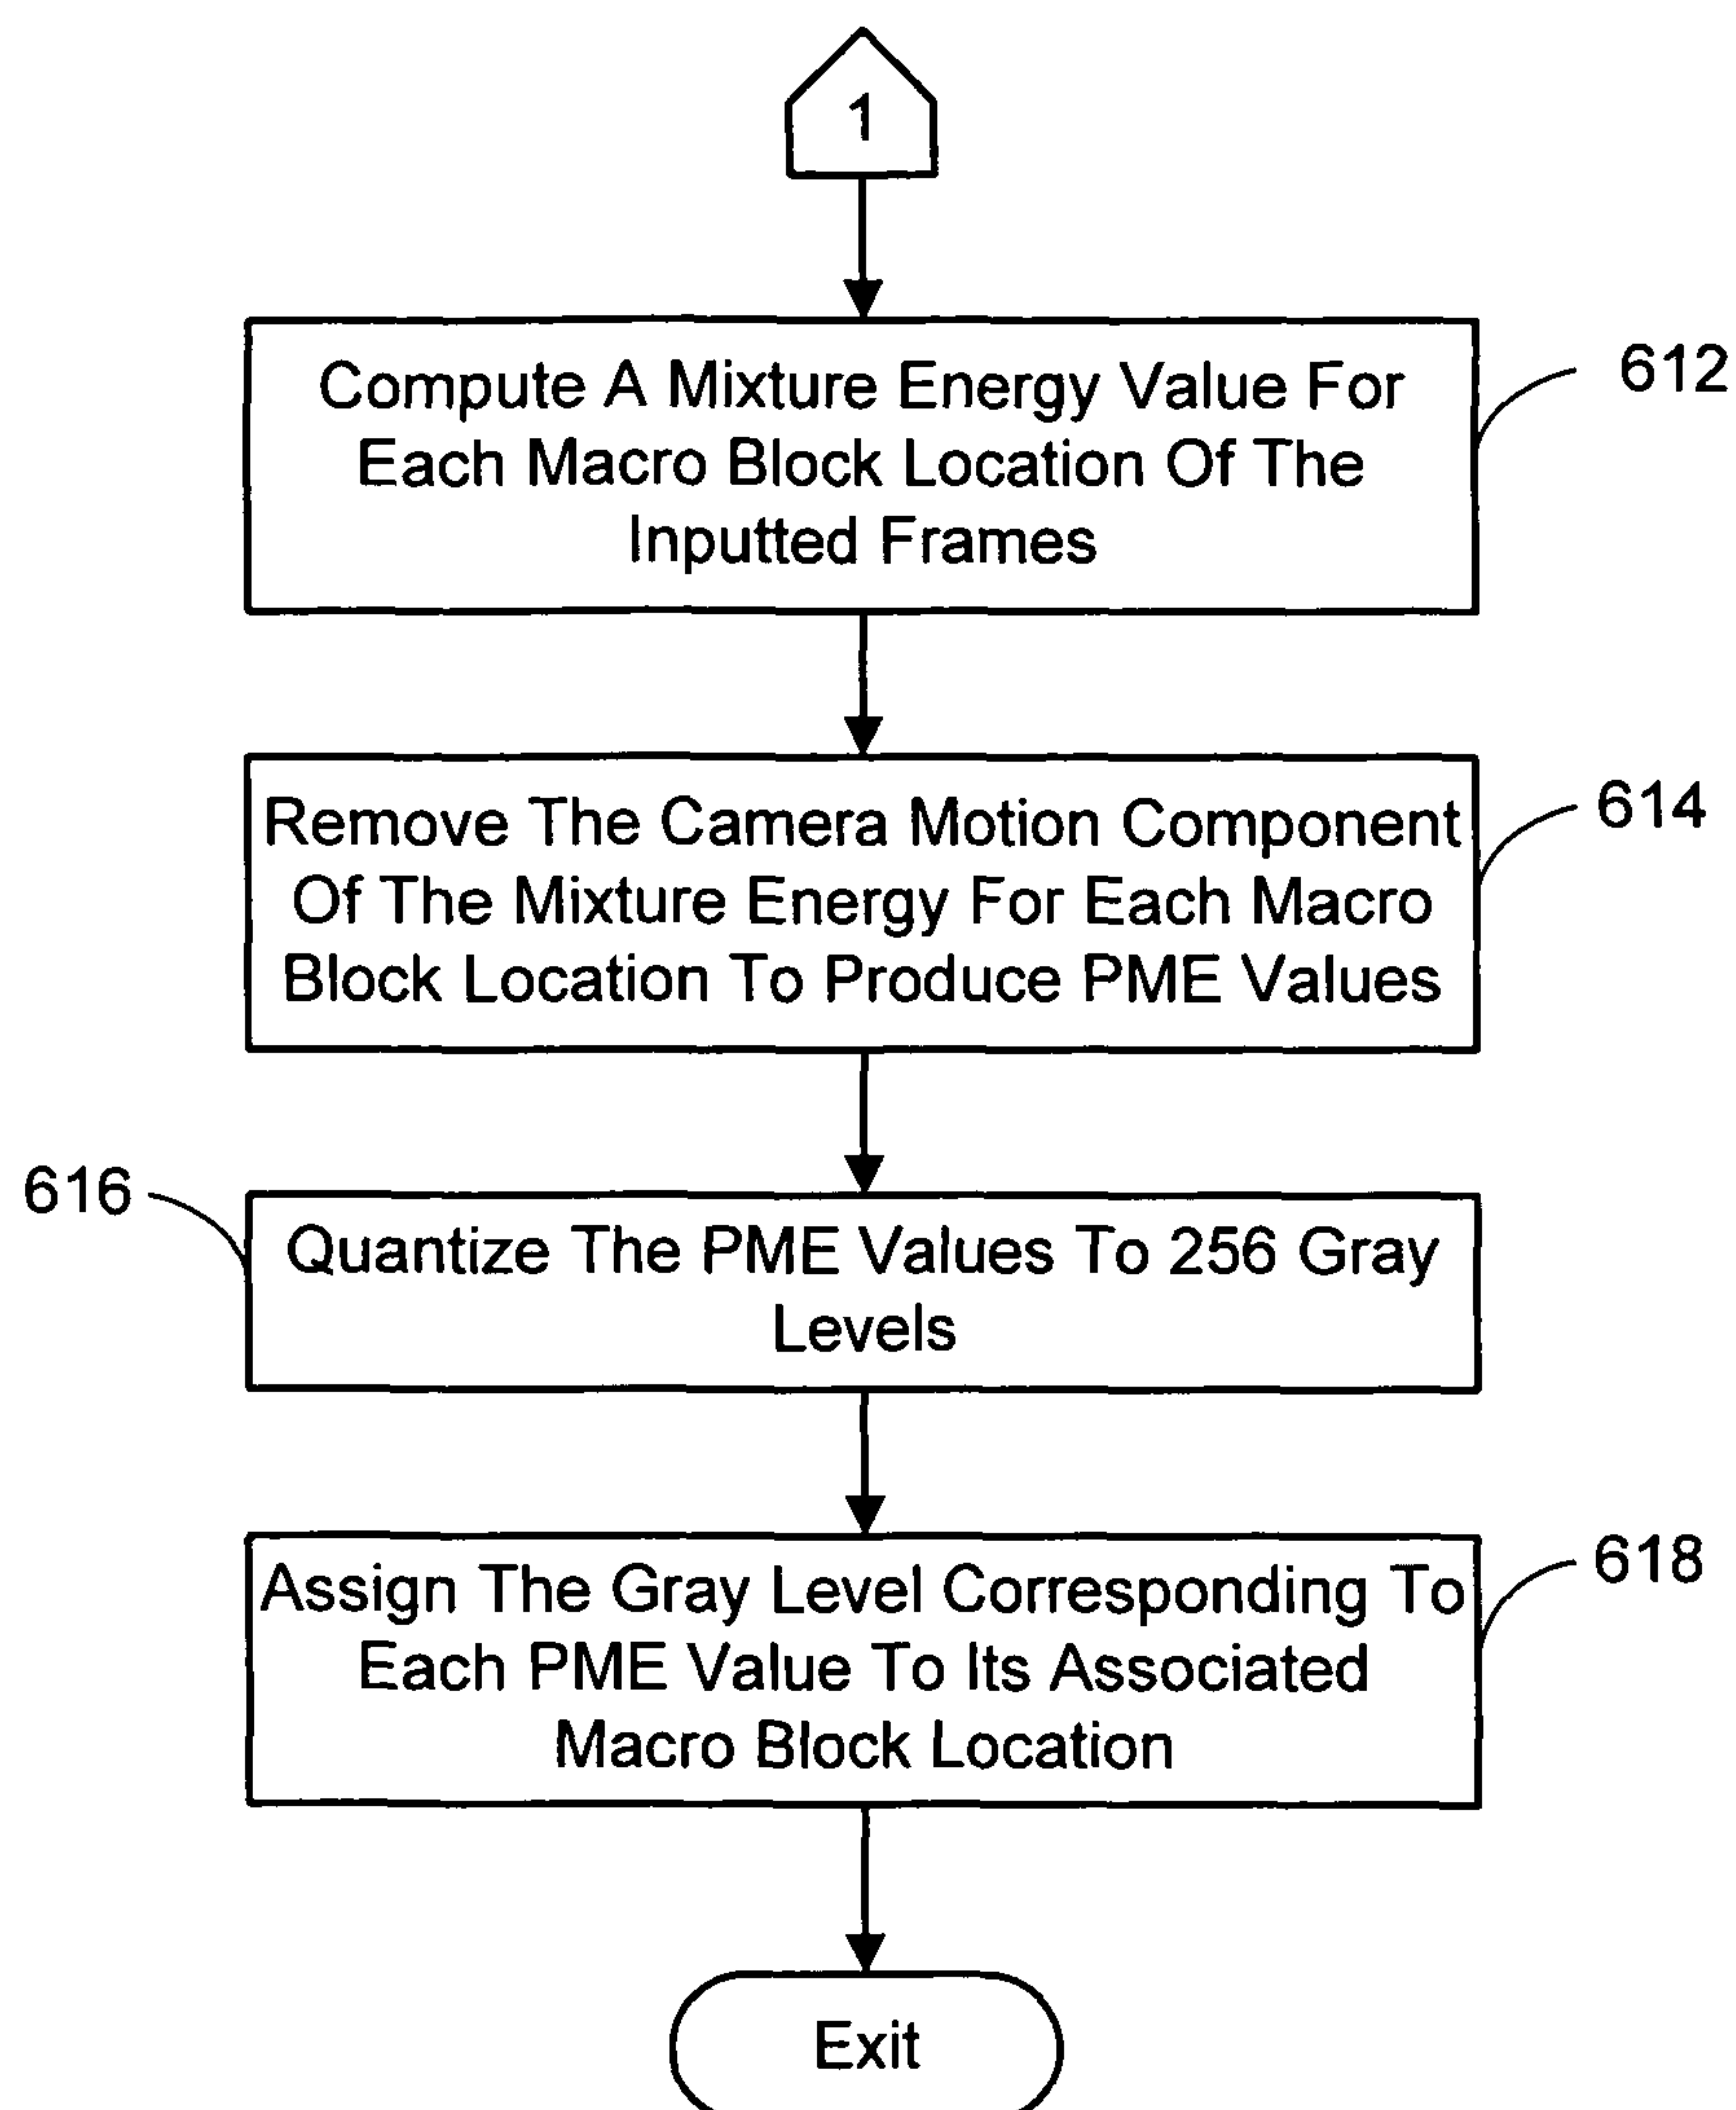 1
Compute A Mixture Energy Value For
Each Macro Block Location Of The
Inputted Frames
612
Remove The Camera Motion Component
Of The Mixture Energy For Each Macro
Block Location To Produce PME Values
614
616
Quantize The PME Values To 256 Gray
Levels
Assign The Gray Level Corresponding To
Each PME Value To Its Associated
Macro Block Location
618
Exit